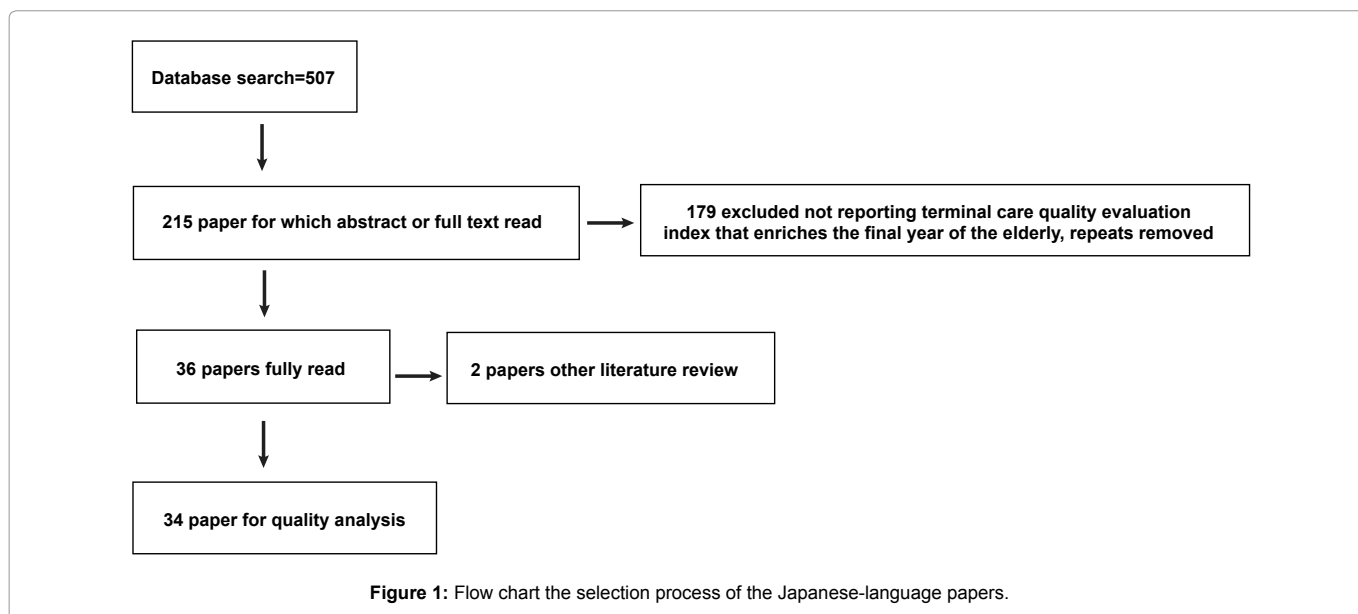 Database search=507
215 paper for which abstract or full text read
179 excluded not reporting terminal care quality evaluation
index that enriches the final year of the elderly, repeats removed
36 papers fully read
2 papers other literature review
34 paper for quality analysis
Figure 1: Flow chart the selection process of the Japanese-language papers.